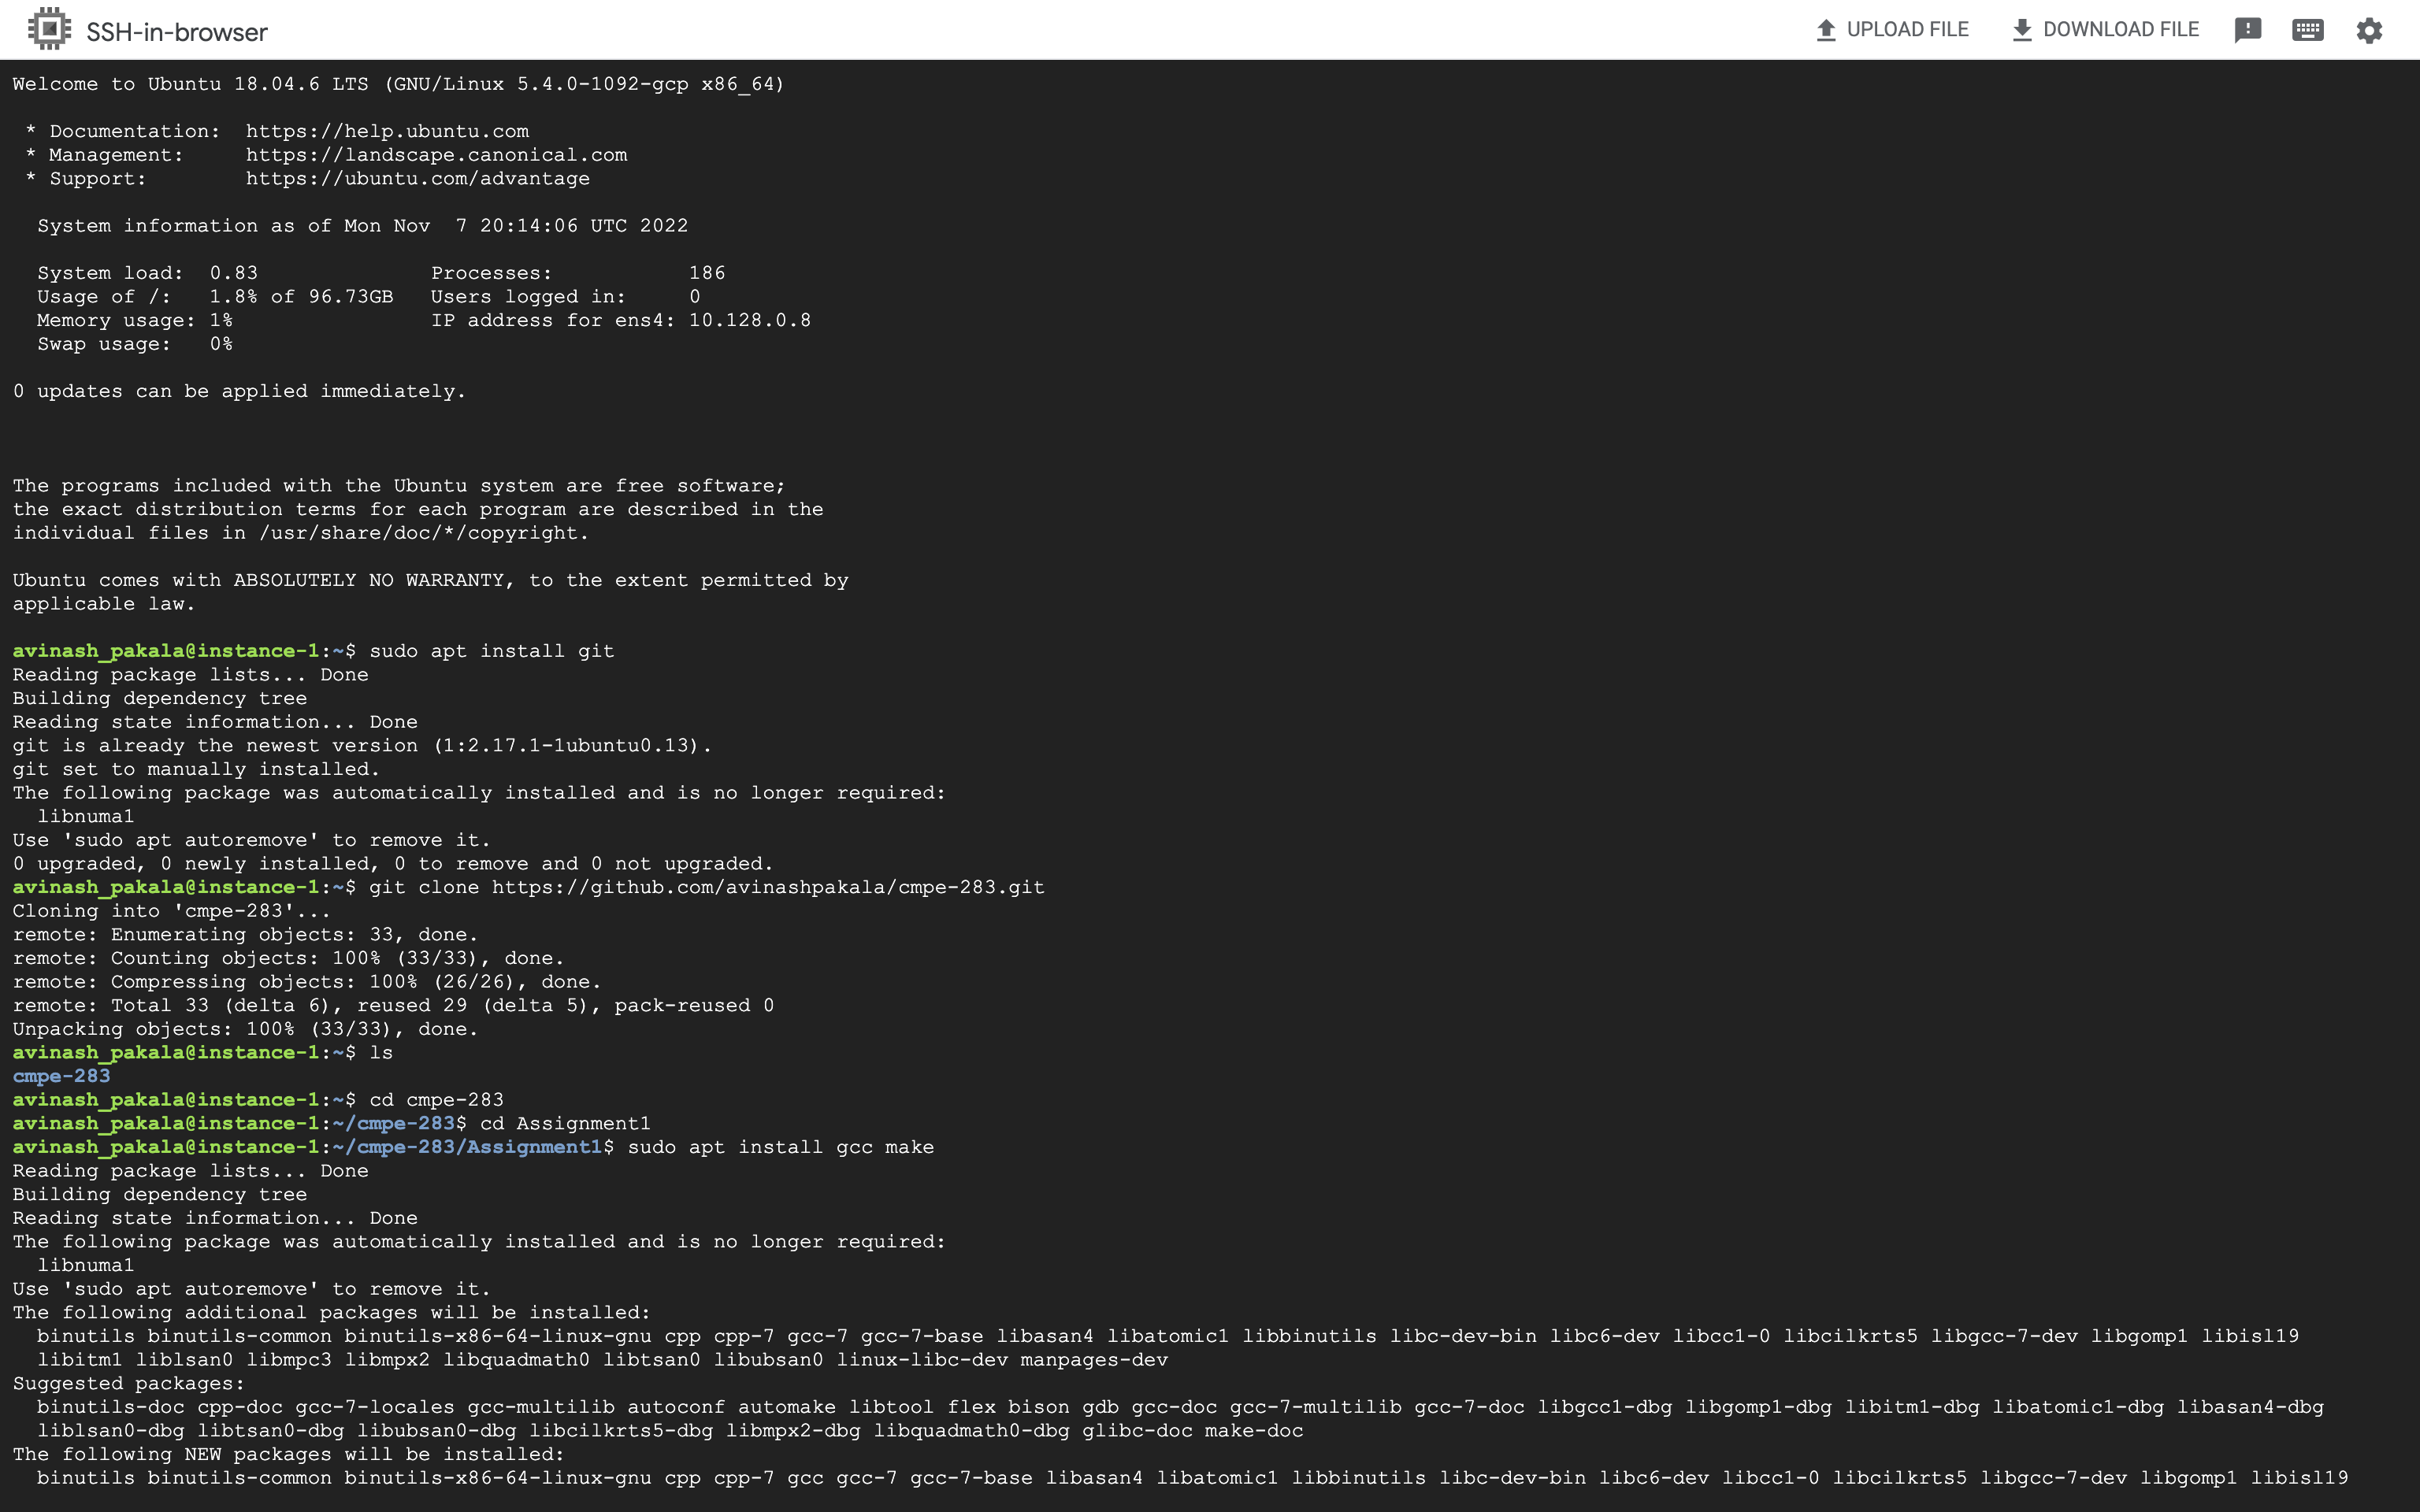 SSH-in-browser
UPLOAD FILE DOWNLOAD FILE
Welcome to Ubuntu 18.04.6 LTS (GNU/Linux 5.4.0-1092-gcp x86_64)
* Documentation:  https://help.ubuntu.com
* Management:     https://landscape.canonical.com
* Support:        https://ubuntu.com/advantage
System information as of Mon Nov  7 20:14:06 UTC 2022
System load:  0.83              Processes:           186
Usage of /:   1.8% of 96.73GB   Users logged in:     0
Memory usage: 1%                IP address for ens4: 10.128.0.8
Swap usage:   0%
0 updates can be applied immediately.
The programs included with the Ubuntu system are free software;
the exact distribution terms for each program are described in the
individual files in /usr/share/doc/*/copyright.
Ubuntu comes with ABSOLUTELY NO WARRANTY, to the extent permitted by
applicable law.
avinash_pakala@instance-1:~$ sudo apt install git
Reading package lists... Done
Building dependency tree
Reading state information... Done
git is already the newest version (1:2.17.1-1ubuntu0.13).
git set to manually installed.
The following package was automatically installed and is no longer required:
libnuma1
Use 'sudo apt autoremove' to remove it.
0 upgraded, 0 newly installed, 0 to remove and 0 not upgraded.
avinash_pakala@instance-1:~$ git clone https://github.com/avinashpakala/cmpe-283.git
Cloning into 'cmpe-283'...
remote: Enumerating objects: 33, done.
remote: Counting objects: 100% (33/33), done.
remote: Compressing objects: 100% (26/26), done.
remote: Total 33 (delta 6), reused 29 (delta 5), pack-reused 0
Unpacking objects: 100% (33/33), done.
avinash_pakala@instance-1:~$ ls
cmpe-283
avinash_pakala@instance-1:~$ cd cmpe-283
avinash_pakala@instance-1:~/cmpe-283$ cd Assignment1
avinash_pakala@instance-1:~/cmpe-283/Assignment1$ sudo apt install gcc make
Reading package lists... Done
Building dependency tree
Reading state information... Done
The following package was automatically installed and is no longer required:
libnuma1
Use 'sudo apt autoremove' to remove it.
The following additional packages will be installed:
binutils binutils-common binutils-x86-64-linux-gnu cpp cpp-7 gcc-7 gcc-7-base libasan4 libatomic1 libbinutils libc-dev-bin libc6-dev libcc1-0 libcilkrts5 libgcc-7-dev libgomp1 libisl19
libitm1 liblsan0 libmpc3 libmpx2 libquadmath0 libtsan0 libubsan0 linux-libc-dev manpages-dev
Suggested packages:
binutils-doc cpp-doc gcc-7-locales gcc-multilib autoconf automake libtool flex bison gdb gcc-doc gcc-7-multilib gcc-7-doc libgcc1-dbg libgomp1-dbg libitm1-dbg libatomic1-dbg libasan4-dbg
liblsan0-dbg libtsan0-dbg libubsan0-dbg libcilkrts5-dbg libmpx2-dbg libquadmath0-dbg glibc-doc make-doc
The following NEW packages will be installed:
binutils binutils-common binutils-x86-64-linux-gnu cpp cpp-7 gcc gcc-7 gcc-7-base libasan4 libatomic1 libbinutils libc-dev-bin libc6-dev libcc1-0 libcilkrts5 libgcc-7-dev libgomp1 libisl19